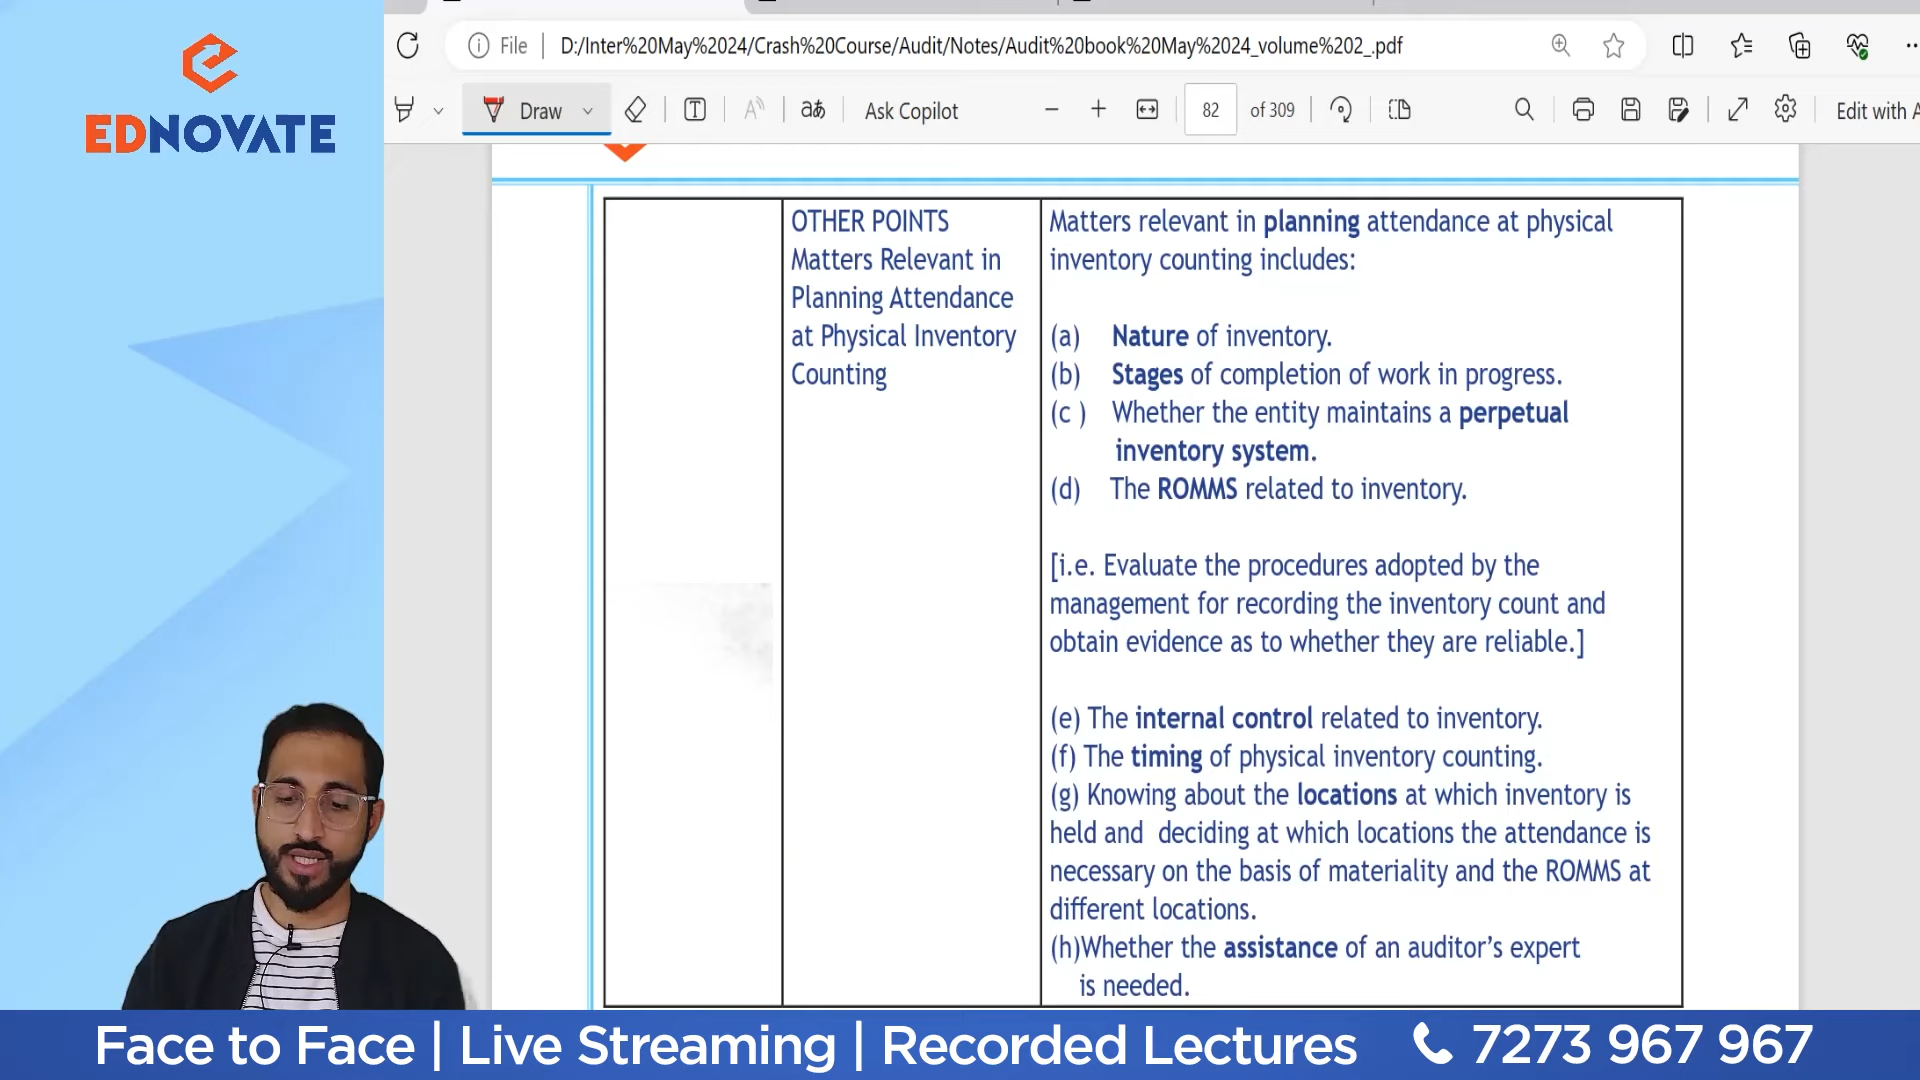 EDNOVATE
File
D:/Inter%20May%2024/Crash%20Course/Audit/Notes/Audit%20book%20May%2024_volume%202_.pdf
Draw
T
A
aあ
Ask Copilot
82
of 309
Edit with A
OTHER POINTS
Matters Relevant in
Planning Attendance
at Physical Inventory
Counting
Matters relevant in planning attendance at physical
inventory counting includes:
(a) Nature of inventory.
(b) Stages of completion of work in progress.
(c ) Whether the entity maintains a perpetual
inventory system.
(d) The ROMMS related to inventory.
[i.e. Evaluate the procedures adopted by the
management for recording the inventory count and
obtain evidence as to whether they are reliable.]
(e) The internal control related to inventory.
(f) The timing of physical inventory counting.
(g) Knowing about the locations at which inventory is
held and deciding at which locations the attendance is
necessary on the basis of materiality and the ROMMS at
different locations.
(h)Whether the assistance of an auditor’s expert
is needed.
Face to Face | Live Streaming | Recorded Lectures 7273 967 967